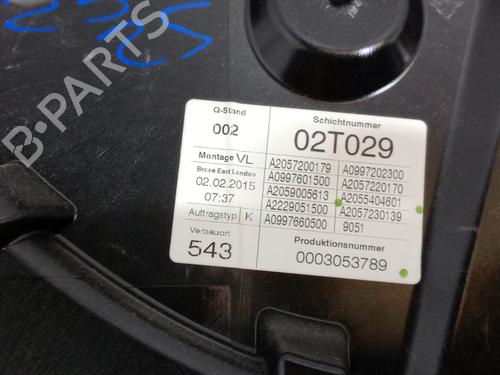 B-PARTS
Q-Stand
002
Schichtnummer
02T029
Montage VL
Brose East London
02.02.2015
07:37
A2057200179 A0997202300
A0997601500 A2057220170
A2059005613 A2055404601
A2229051500 A2057230139
A0997660500 9051
Auftragstyp K
Verbauort
543
Produktionsnummer
0003053789